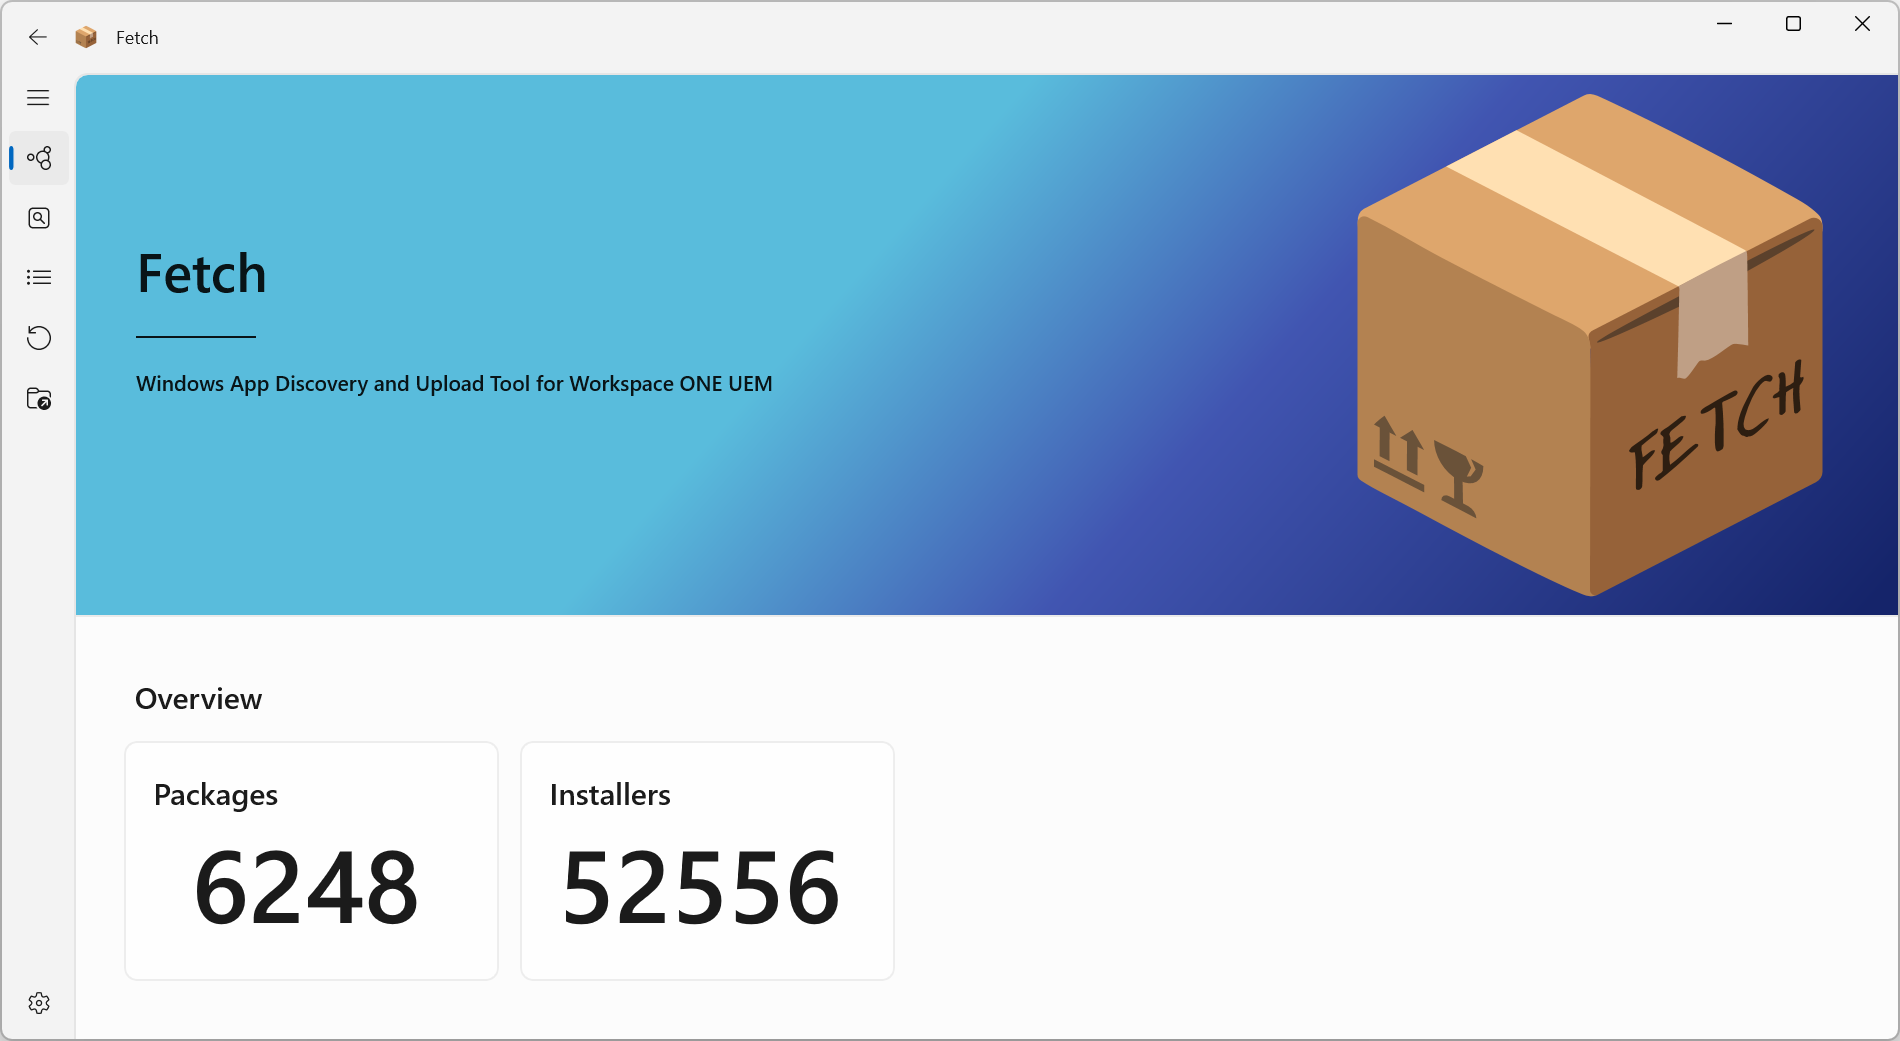 Fetch
Fetch
Windows App Discovery and Upload Tool for Workspace ONE UEM
FETCH
Overview
Packages
Installers
6248
52556